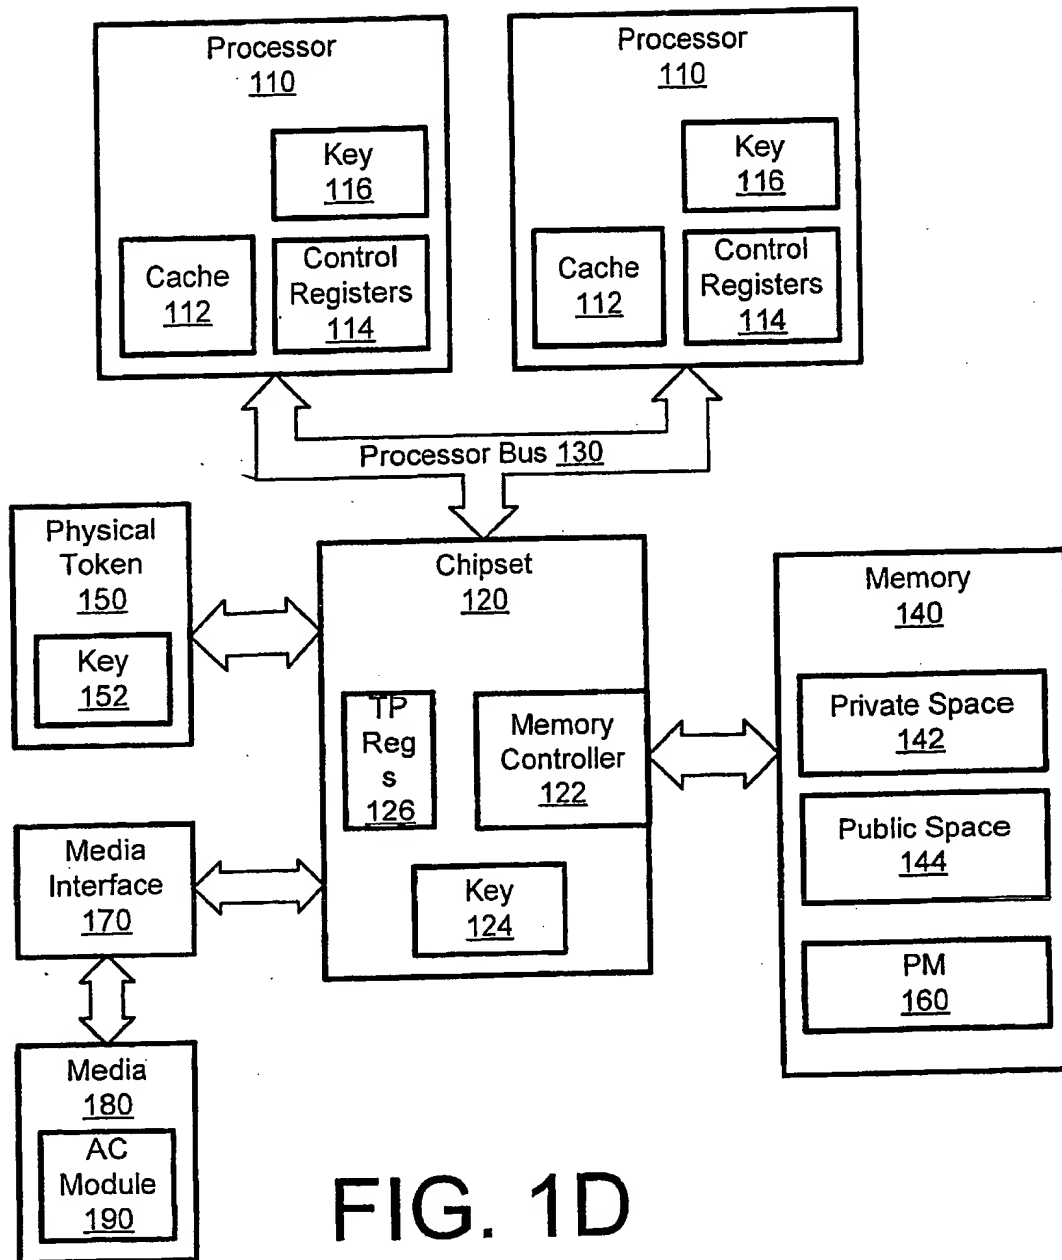 Processor
110
Key
116
Cache
112
Control
Registers
114
Processor
110
Key
116
Cache
112
Control
Registers
114
Processor Bus 130
Physical
Token
150
Key
152
Chipset
120
TP
Reg
s
126
Memory
Controller
122
Key
124
Memory
140
Private Space
142
Public Space
144
PM
160
Media
Interface
170
Media
180
AC
Module
190
FIG. 1D